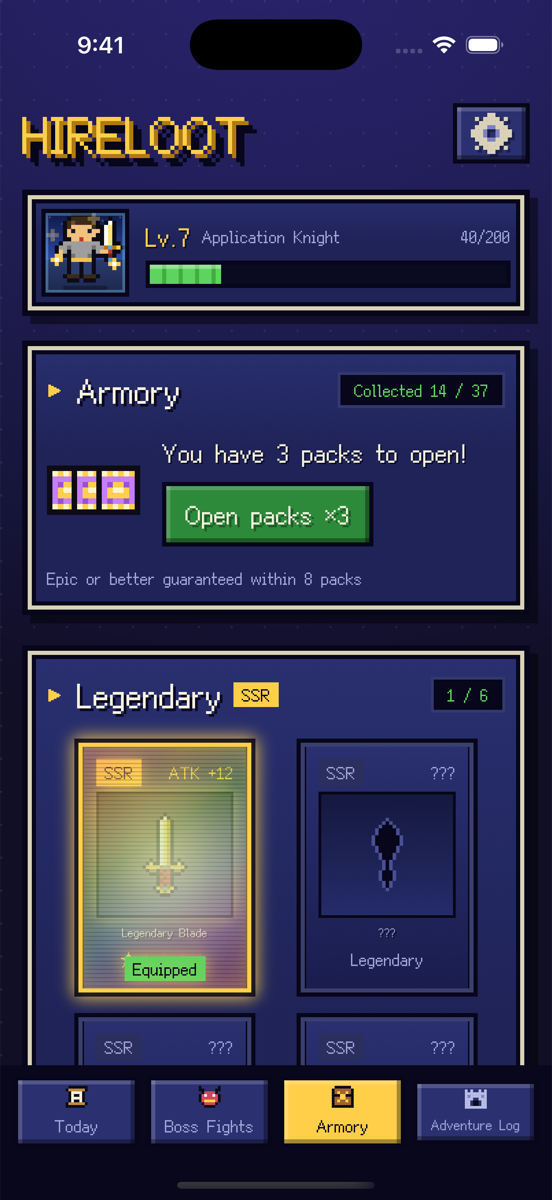 9:41
HIRELOOT
Lv.7 Application Knight 40/200
Armory Collected 14 / 37
You have 3 packs to open!
Open packs ×3
Epic or better guaranteed within 8 packs
Legendary SSR 1 / 6
SSR ATK +12
Legendary Blade
Equipped
SSR ???
???
Legendary
SSR ???
SSR ???
Today
Boss Fights
Armory
Adventure Log